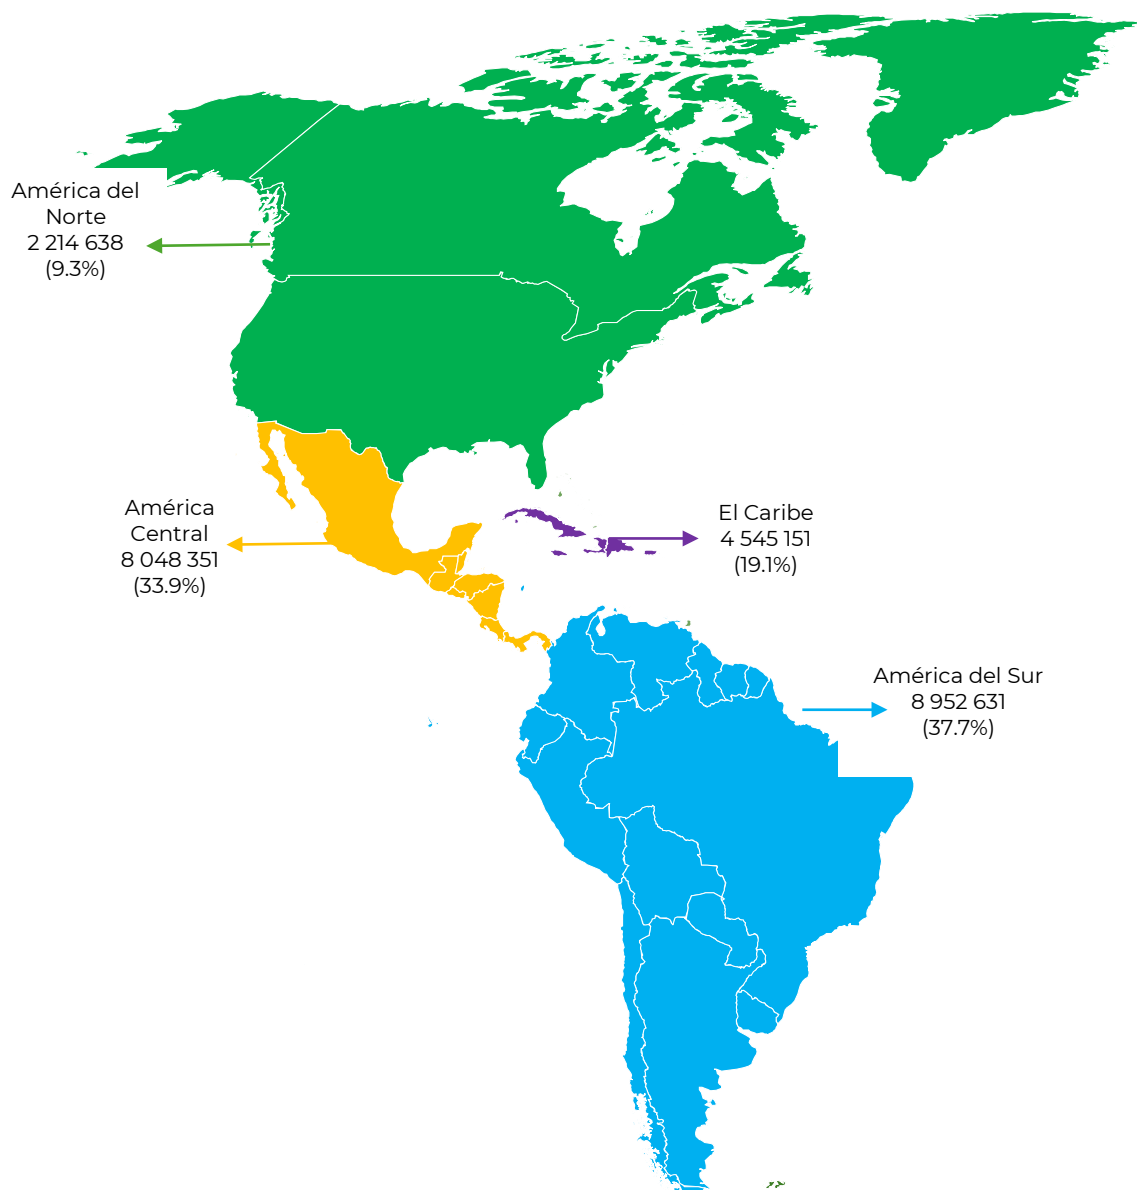 América del
Norte
2 214 638
(9.3%)
América
Central
8 048 351
(33.9%)
El Caribe
4 545 151
(19.1%)
América del Sur
8 952 631
(37.7%)